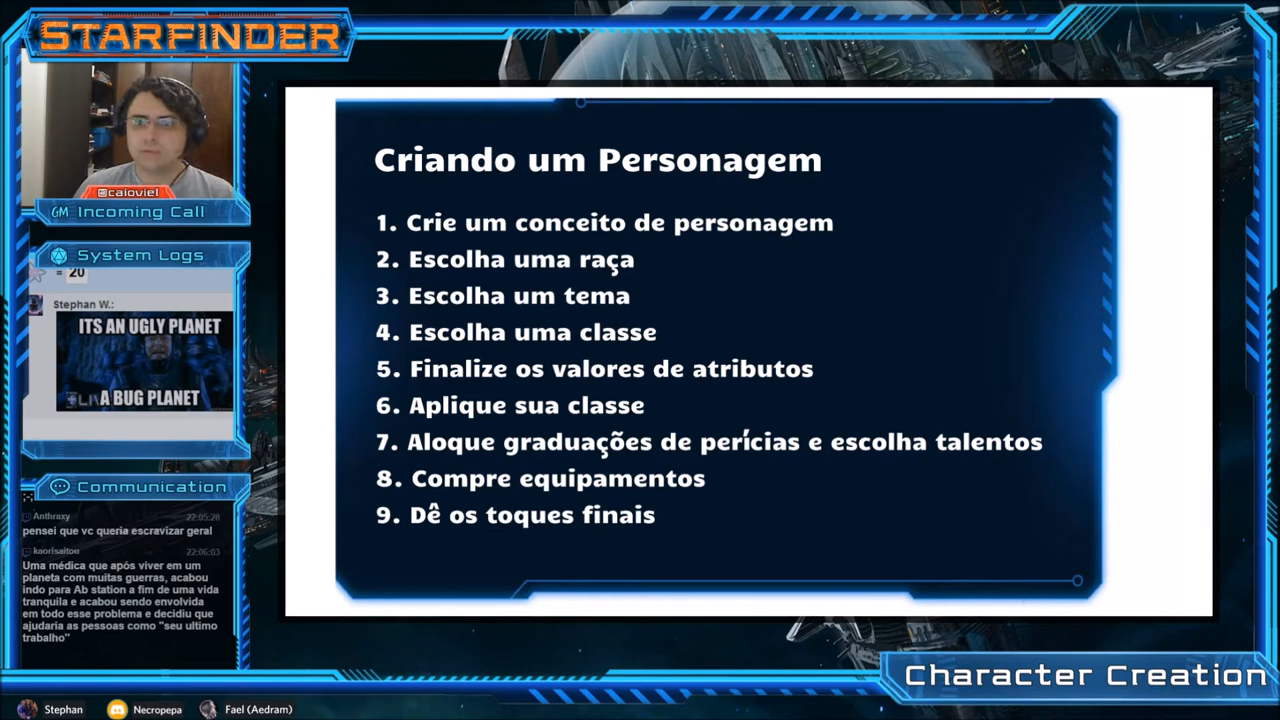 STARFINDER
@caioviel
GM Incoming Call
System Logs
= 20
Stephan W.:
ITS AN UGLY PLANET
A BUG PLANET
Communication
Anthraxy 22:05:28
pensei que vc queria escravizar geral
kaorisaitou 22:06:03
Uma médica que após viver em um
planeta com muitas guerras, acabou
indo para Ab station a fim de uma vida
tranquila e acabou sendo envolvida
em todo esse problema e decidiu que
ajudaria as pessoas como "seu ultimo
trabalho"
Criando um Personagem
1. Crie um conceito de personagem
2. Escolha uma raça
3. Escolha um tema
4. Escolha uma classe
5. Finalize os valores de atributos
6. Aplique sua classe
7. Aloque graduações de perícias e escolha talentos
8. Compre equipamentos
9. Dê os toques finais
Character Creation
Stephan
Necropepa
Fael (Aedram)